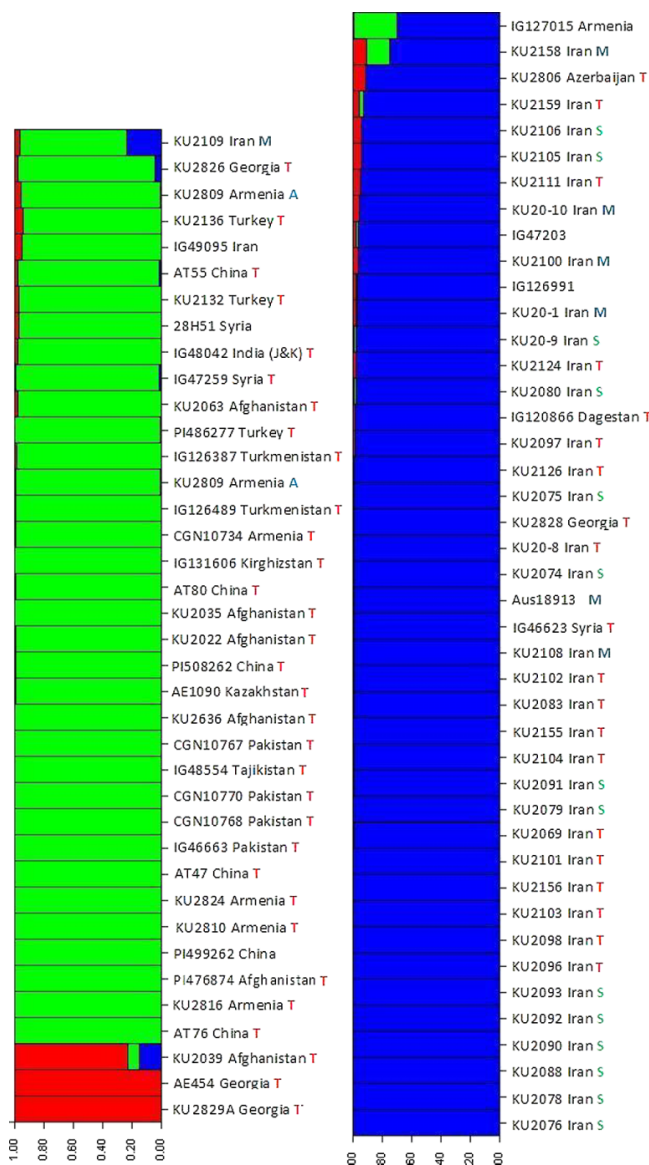 KU2109 Iran M
KU2826 Georgia T
KU2809 Armenia A
KU2136 Turkey T
IG49095 Iran
AT55 China T
KU2132 Turkey T
28H51 Syria
IG48042 India (J&K) T
IG47259 Syria T
KU2063 Afghanistan T
PI486277 Turkey T
IG126387 Turkmenistan T
KU2809 Armenia A
IG126489 Turkmenistan T
CGN10734 Armenia T
IG131606 Kirghizstan T
AT80 China T
KU2035 Afghanistan T
KU2022 Afghanistan T
PI508262 China T
AE1090 Kazakhstan T
KU2636 Afghanistan T
CGN10767 Pakistan T
IG48554 Tajikistan T
CGN10770 Pakistan T
CGN10768 Pakistan T
IG46663 Pakistan T
AT47 China T
KU2824 Armenia T
KU2810 Armenia T
PI499262 China
PI476874 Afghanistan T
KU2816 Armenia T
AT76 China T
KU2039 Afghanistan T
AE454 Georgia T
KU2829A Georgia T
1.00 0.80 0.60 0.40 0.20 0.00
IG127015 Armenia
KU2158 Iran M
KU2806 Azerbaijan T
KU2159 Iran T
KU2106 Iran S
KU2105 Iran S
KU2111 Iran T
KU20-10 Iran M
IG47203
KU2100 Iran M
IG126991
KU20-1 Iran M
KU20-9 Iran S
KU2124 Iran T
KU2080 Iran S
IG120866 Dagestan T
KU2097 Iran T
KU2126 Iran T
KU2075 Iran S
KU2828 Georgia T
KU20-8 Iran T
KU2074 Iran S
Aus18913 M
IG46623 Syria T
KU2108 Iran M
KU2102 Iran T
KU2083 Iran T
KU2155 Iran T
KU2104 Iran T
KU2091 Iran S
KU2079 Iran S
KU2069 Iran T
KU2101 Iran T
KU2156 Iran T
KU2103 Iran T
KU2098 Iran T
KU2096 Iran T
KU2093 Iran S
KU2092 Iran S
KU2090 Iran S
KU2088 Iran S
KU2078 Iran S
KU2076 Iran S
00 80 60 40 20 00